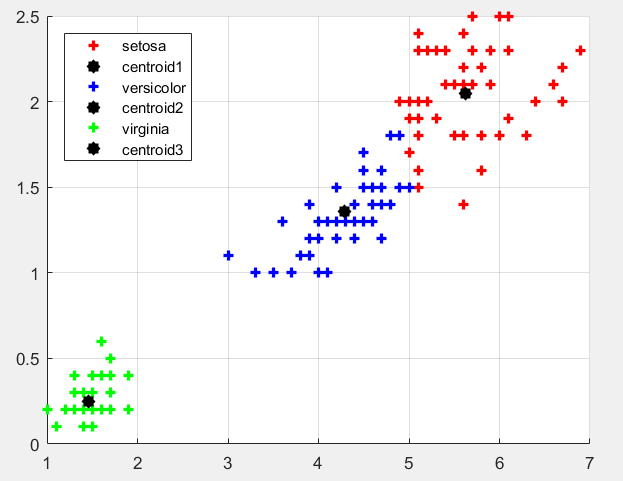 2.5
2
1.5
1
0.5
0
setosa
centroid1
versicolor
centroid2
virginia
centroid3
1 2 3 4 5 6 7